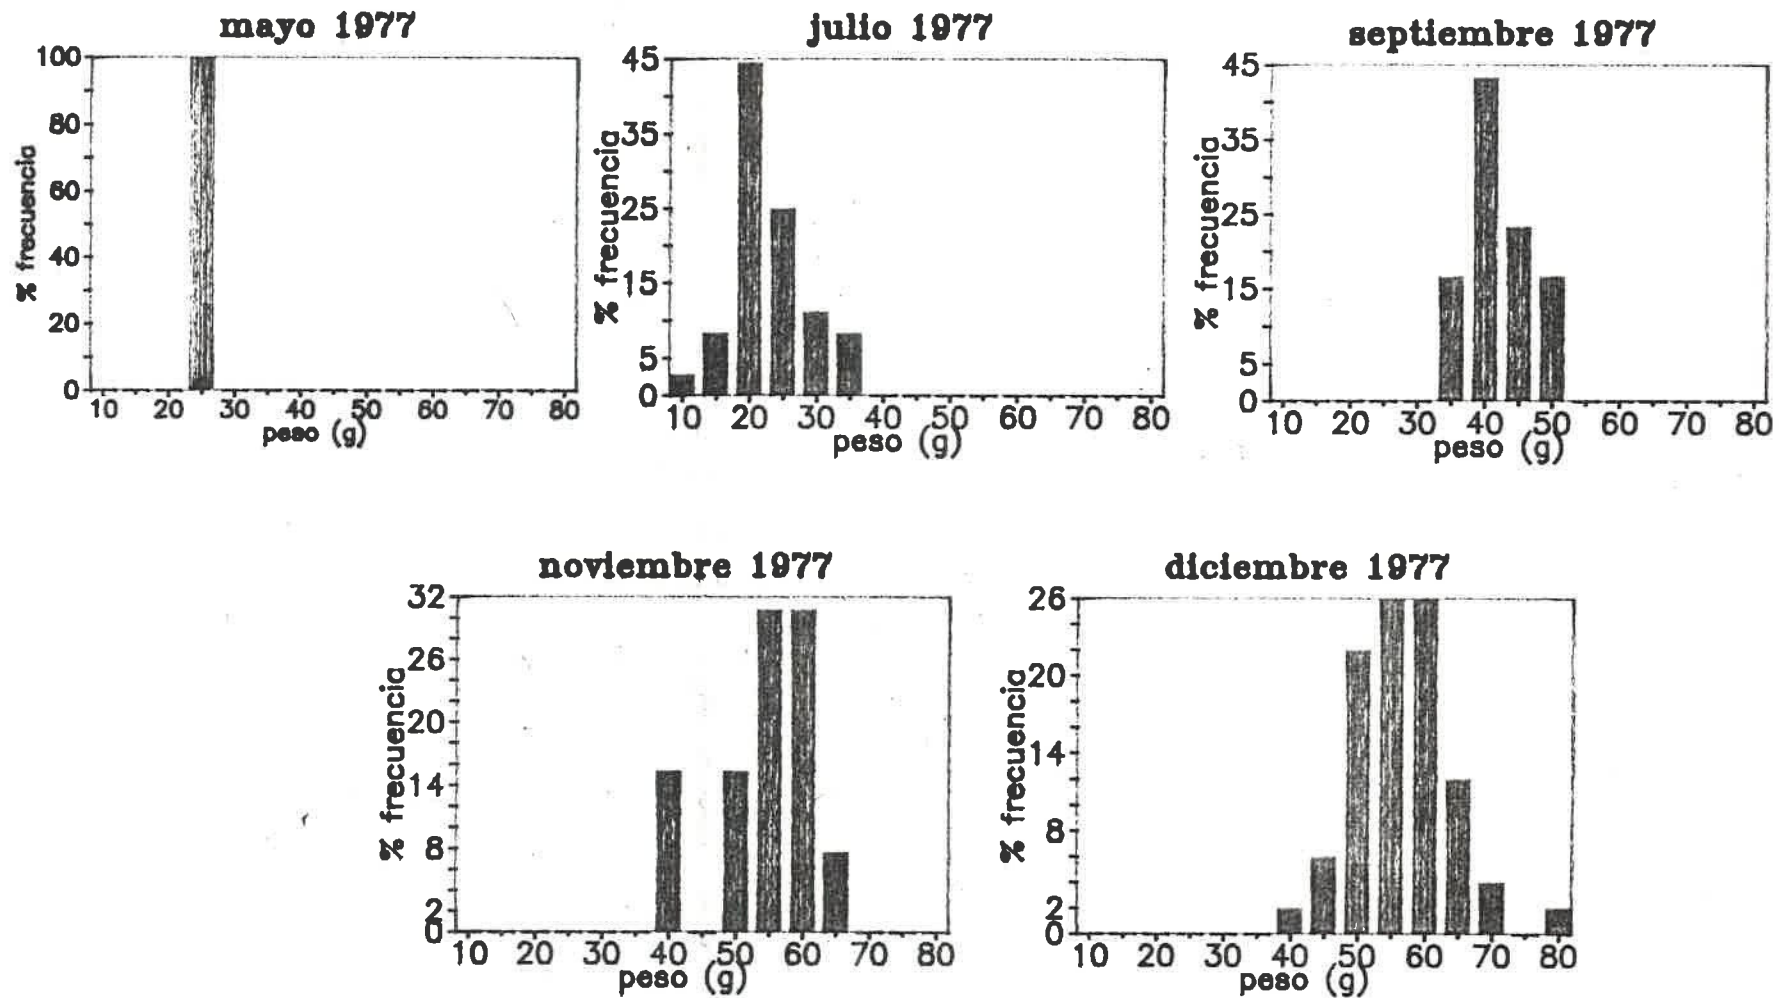 mayo 1977
100
80
60
40
20
0
% frecuencia
10 20 30 40 50 60 70 80
peso (g)
julio 1977
45
35
25
15
5
0
% frecuencia
10 20 30 40 50 60 70 80
peso (g)
septiembre 1977
45
35
25
15
5
0
% frecuencia
10 20 30 40 50 60 70 80
peso (g)
noviembre 1977
32
26
20
14
8
2
0
% frecuencia
10 20 30 40 50 60 70 80
peso (g)
diciembre 1977
26
20
14
8
2
0
% frecuencia
10 20 30 40 50 60 70 80
peso (g)